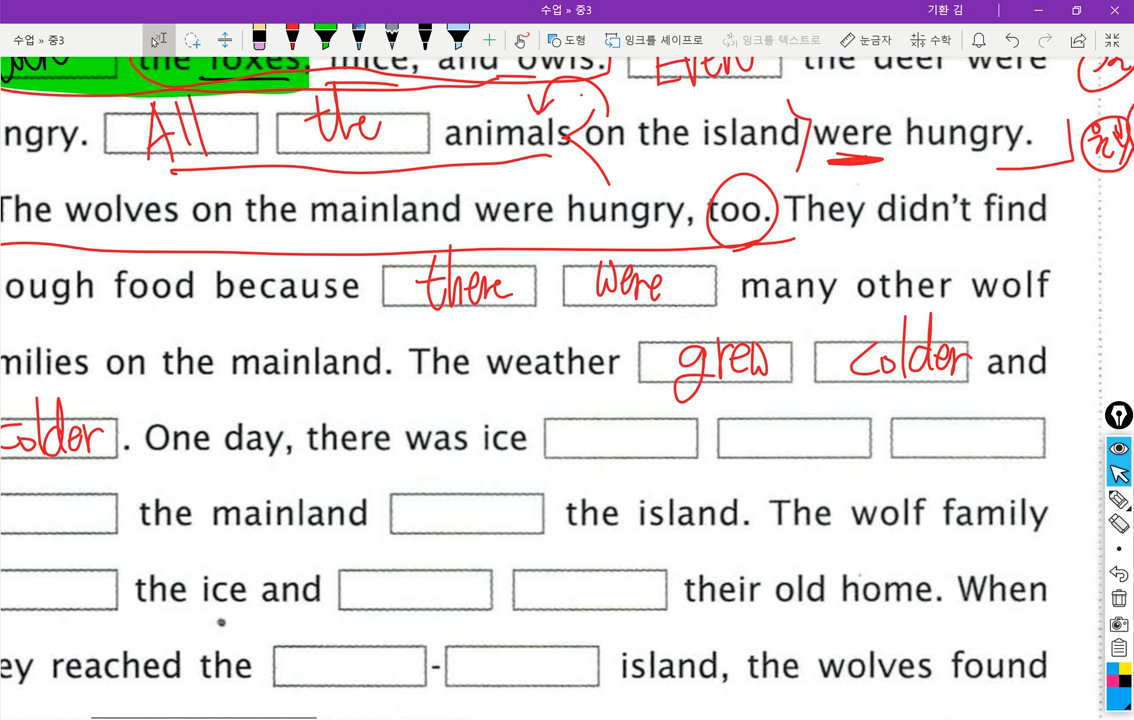 수업 » 중3
기환 김
수업 » 중3 도형 잉크를 셰이프로 잉크를 텍스트로 눈금자 수학
the foxes, mice, and owls. Even the deer were
ngry. All the animals on the island were hungry.
The wolves on the mainland were hungry, too. They didn't find
ough food because there were many other wolf
milies on the mainland. The weather grew colder and
colder. One day, there was ice
the mainland the island. The wolf family
the ice and their old home. When
ey reached the - island, the wolves found